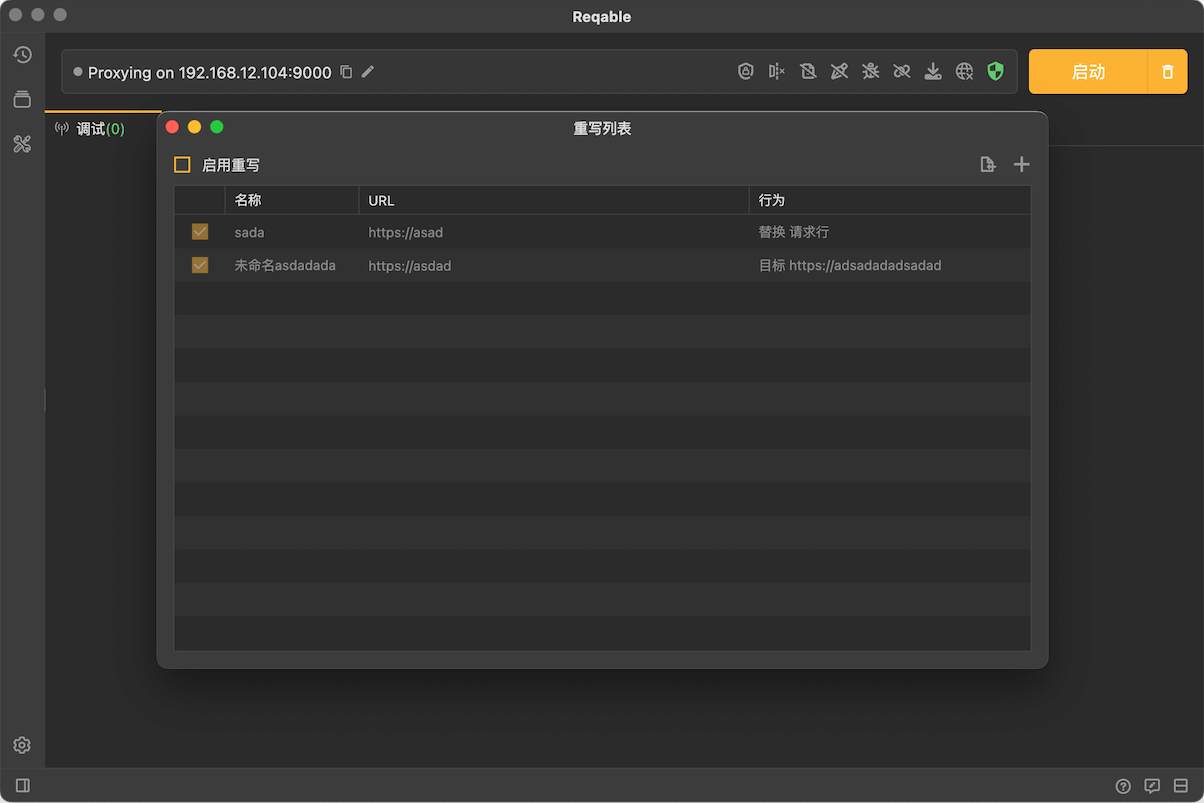 Reqable
Proxying on 192.168.12.104:9000
启动
调试(0)
重写列表
启用重写
名称 URL 行为
sada https://asad 替换 请求行
未命名asdadada https://asdad 目标 https://adsadadadsadad